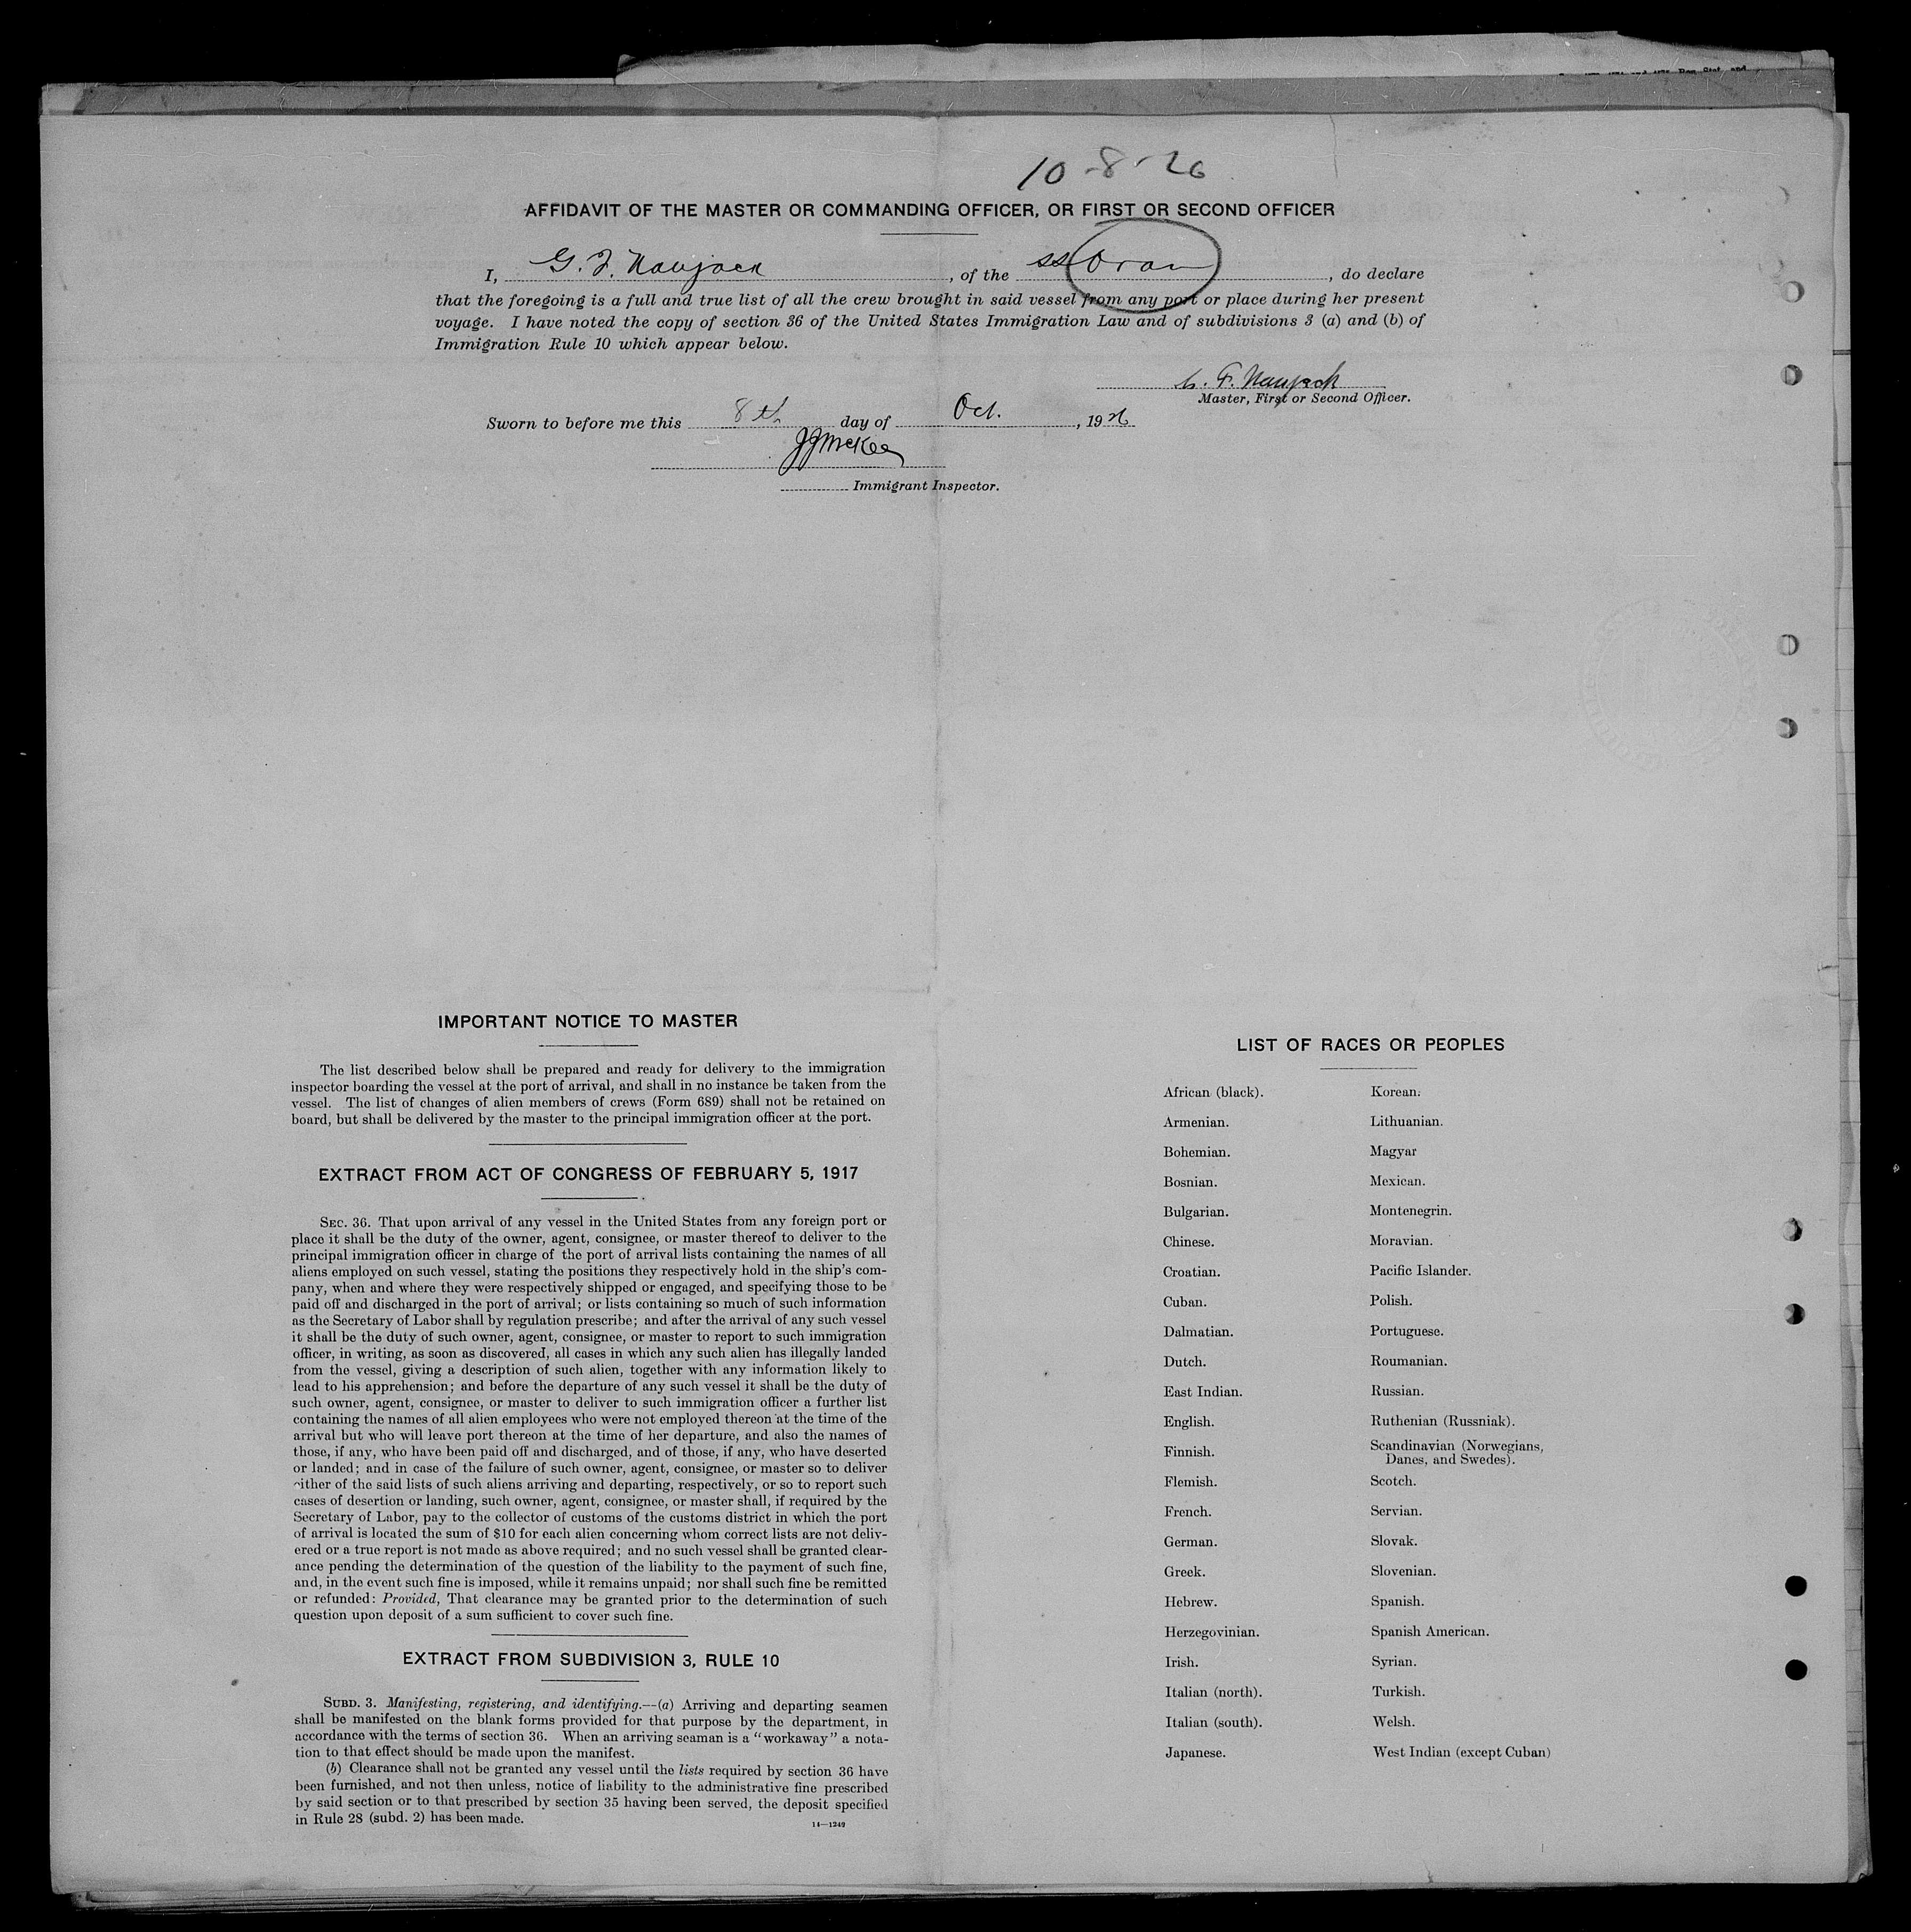 10-8-26
AFFIDAVIT OF THE MASTER OR COMMANDING OFFICER, OR FIRST OR SECOND OFFICER
I, G. F. Naujack, of the ss Oran, do declare
that the foregoing is a full and true list of all the crew brought in said vessel from any port or place during her present
voyage. I have noted the copy of section 36 of the United States Immigration Law and of subdivisions 3 (a) and (b) of
Immigration Rule 10 which appear below.
G. F. Naujack
Master, First or Second Officer.
Sworn to before me this 8th day of Oct., 1926
JJ McKee
Immigrant Inspector.
IMPORTANT NOTICE TO MASTER
The list described below shall be prepared and ready for delivery to the immigration
inspector boarding the vessel at the port of arrival, and shall in no instance be taken from the
vessel. The list of changes of alien members of crews (Form 689) shall not be retained on
board, but shall be delivered by the master to the principal immigration officer at the port.
EXTRACT FROM ACT OF CONGRESS OF FEBRUARY 5, 1917
SEC. 36. That upon arrival of any vessel in the United States from any foreign port or
place it shall be the duty of the owner, agent, consignee, or master thereof to deliver to the
principal immigration officer in charge of the port of arrival lists containing the names of all
aliens employed on such vessel, stating the positions they respectively hold in the ship's com-
pany, when and where they were respectively shipped or engaged, and specifying those to be
paid off and discharged in the port of arrival; or lists containing so much of such information
as the Secretary of Labor shall by regulation prescribe; and after the arrival of any such vessel
it shall be the duty of such owner, agent, consignee, or master to report to such immigration
officer, in writing, as soon as discovered, all cases in which any such alien has illegally landed
from the vessel, giving a description of such alien, together with any information likely to
lead to his apprehension; and before the departure of any such vessel it shall be the duty of
such owner, agent, consignee, or master to deliver to such immigration officer a further list
containing the names of all alien employees who were not employed thereon at the time of the
arrival but who will leave port thereon at the time of her departure, and also the names of
those, if any, who have been paid off and discharged, and of those, if any, who have deserted
or landed; and in case of the failure of such owner, agent, consignee, or master so to deliver
either of the said lists of such aliens arriving and departing, respectively, or so to report such
cases of desertion or landing, such owner, agent, consignee, or master shall, if required by the
Secretary of Labor, pay to the collector of customs of the customs district in which the port
of arrival is located the sum of $10 for each alien concerning whom correct lists are not deliv-
ered or a true report is not made as above required; and no such vessel shall be granted clear-
ance pending the determination of the question of the liability to the payment of such fine,
and, in the event such fine is imposed, while it remains unpaid; nor shall such fine be remitted
or refunded: Provided, That clearance may be granted prior to the determination of such
question upon deposit of a sum sufficient to cover such fine.
EXTRACT FROM SUBDIVISION 3, RULE 10
SUBD. 3. Manifesting, registering, and identifying.—(a) Arriving and departing seamen
shall be manifested on the blank forms provided for that purpose by the department, in
accordance with the terms of section 36. When an arriving seaman is a "workaway" a nota-
tion to that effect should be made upon the manifest.
(b) Clearance shall not be granted any vessel until the lists required by section 36 have
been furnished, and not then unless, notice of liability to the administrative fine prescribed
by said section or to that prescribed by section 35 having been served, the deposit specified
in Rule 28 (subd. 2) has been made.
14—1249
LIST OF RACES OR PEOPLES
African (black).
Armenian.
Bohemian.
Bosnian.
Bulgarian.
Chinese.
Croatian.
Cuban.
Dalmatian.
Dutch.
East Indian.
English.
Finnish.
Flemish.
French.
German.
Greek.
Hebrew.
Herzegovinian.
Irish.
Italian (north).
Italian (south).
Japanese.
Korean.
Lithuanian.
Magyar
Mexican.
Montenegrin.
Moravian.
Pacific Islander.
Polish.
Portuguese.
Roumanian.
Russian.
Ruthenian (Russniak).
Scandinavian (Norwegians,
Danes, and Swedes).
Scotch.
Servian.
Slovak.
Slovenian.
Spanish.
Spanish American.
Syrian.
Turkish.
Welsh.
West Indian (except Cuban)